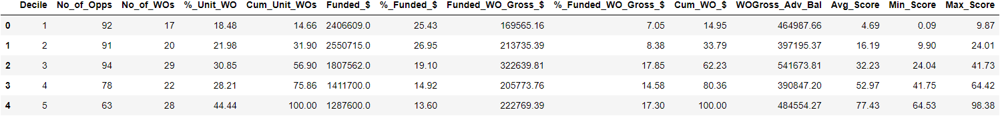 Decile No_of_Opps No_of_WOs %_Unit_WO Cum_Unit_WOs Funded_$ %_Funded_$ Funded_WO_Gross_$ %_Funded_WO_Gross_$ Cum_WO_$ WOGross_Adv_Bal Avg_Score Min_Score Max_Score
0 1 92 17 18.48 14.66 2406609.0 25.43 169565.16 7.05 14.95 464987.66 4.69 0.09 9.87
1 2 91 20 21.98 31.90 2550715.0 26.95 213735.39 8.38 33.79 397195.37 16.19 9.90 24.01
2 3 94 29 30.85 56.90 1807562.0 19.10 322639.81 17.85 62.23 541673.81 32.23 24.04 41.73
3 4 78 22 28.21 75.86 1411700.0 14.92 205773.76 14.58 80.36 390847.20 52.97 41.75 64.42
4 5 63 28 44.44 100.00 1287600.0 13.60 222769.39 17.30 100.00 484554.27 77.43 64.53 98.38